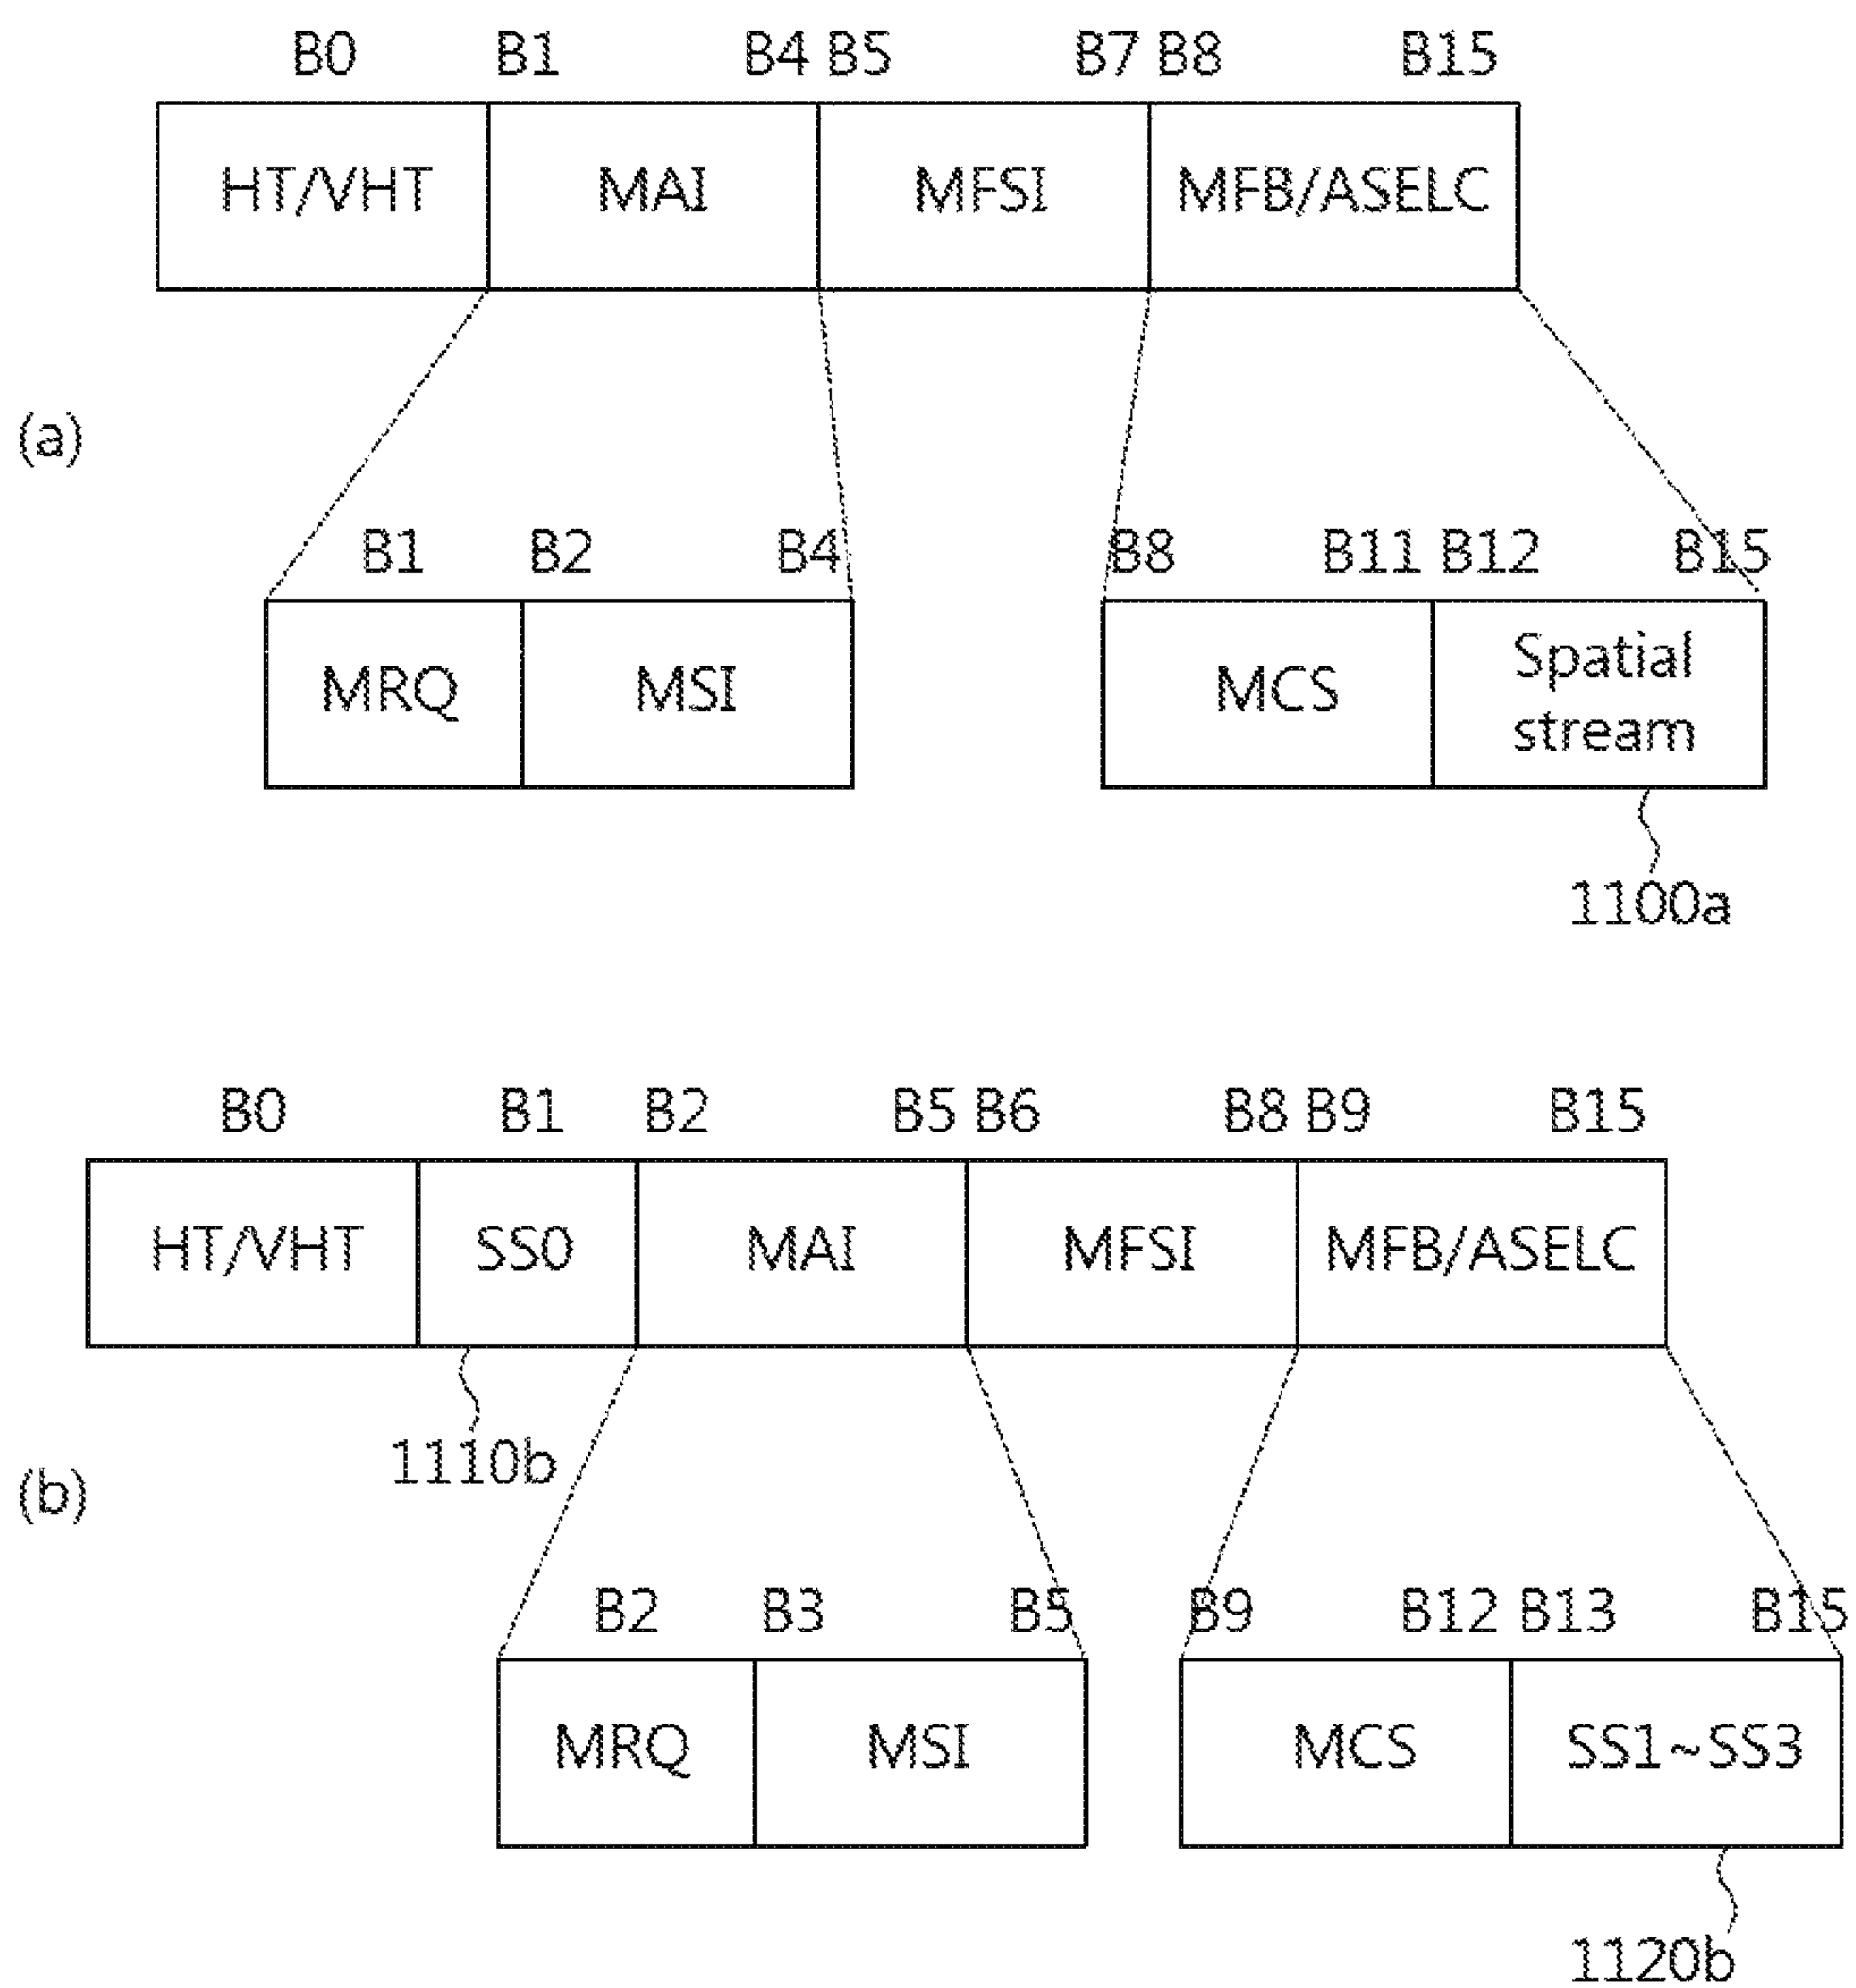 B0 B1 B4 B5 B7 B8 B15
HT/VHT MAI MFSI MFB/ASELC
(a)
B1 B2 B4 B8 B11 B12 B15
MRQ MSI MCS Spatial
stream
1100a
B0 B1 B2 B5 B6 B8 B9 B15
HT/VHT SS0 MAI MFSI MFB/ASELC
1110b
(b)
B2 B3 B5 B9 B12 B13 B15
MRQ MSI MCS SS1~SS3
1120b